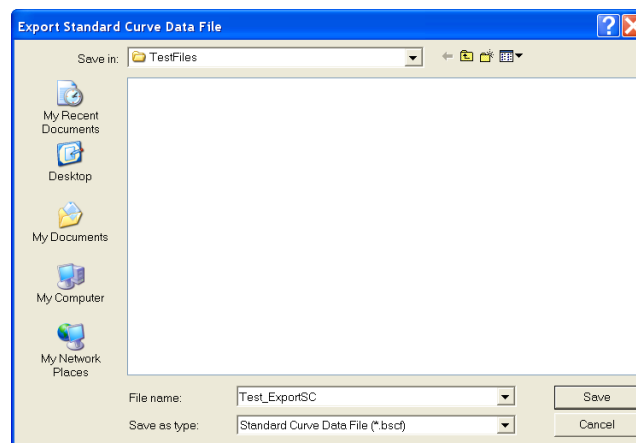 Export Standard Curve Data File
Save in:
TestFiles
My Recent
Documents
Desktop
My Documents
My Computer
My Network
Places
File name:
Test_ExportSC
Save
Save as type:
Standard Curve Data File (*.bscf)
Cancel